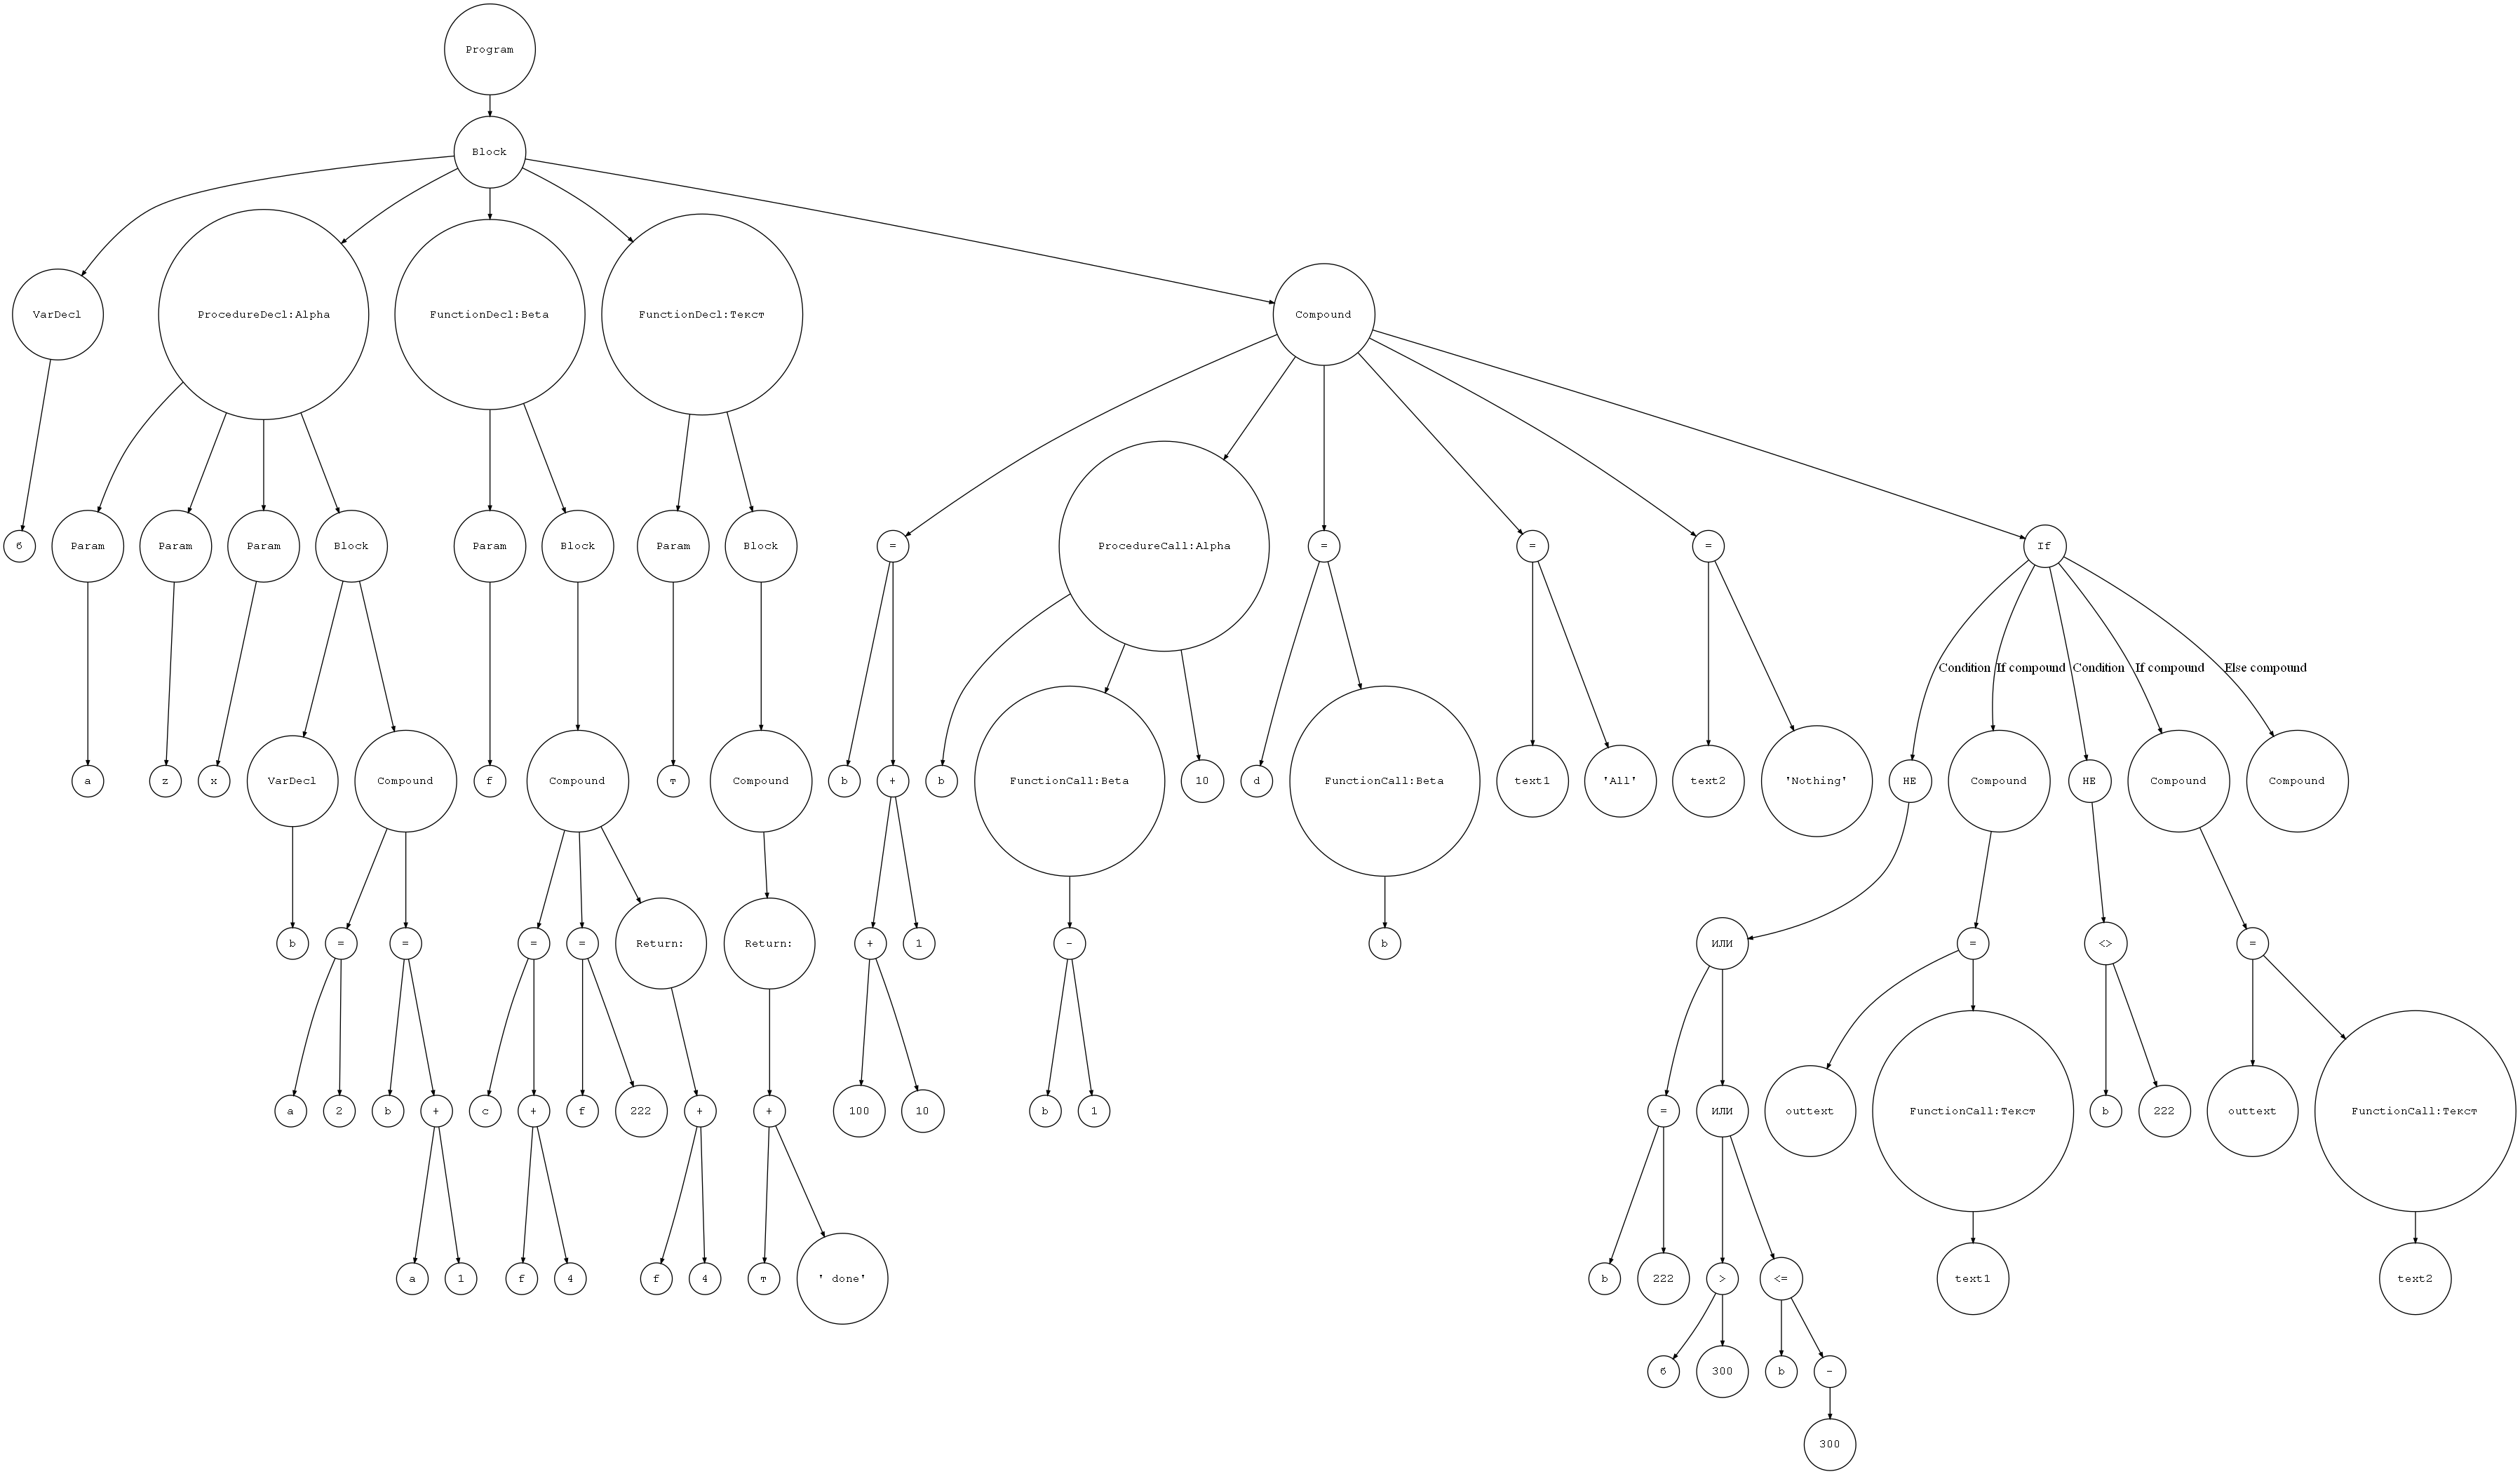 Program
Block
VarDecl
ProcedureDecl:Alpha
FunctionDecl:Beta
FunctionDecl:Текст
Compound
б
Param
Param
Param
Block
Param
Block
Param
Block
=
ProcedureCall:Alpha
=
=
=
If
Condition
If compound
Condition
If compound
Else compound
a
z
x
VarDecl
Compound
f
Compound
т
Compound
b
+
b
FunctionCall:Beta
10
d
FunctionCall:Beta
text1
'All'
text2
'Nothing'
НЕ
Compound
НЕ
Compound
Compound
b
=
=
=
=
Return:
Return:
+
1
-
b
ИЛИ
=
<>
=
a
2
b
+
c
+
f
222
+
+
100
10
b
1
=
ИЛИ
outtext
FunctionCall:Текст
b
222
outtext
FunctionCall:Текст
a
1
f
4
f
4
т
' done'
b
222
>
<=
text1
text2
б
300
b
-
300